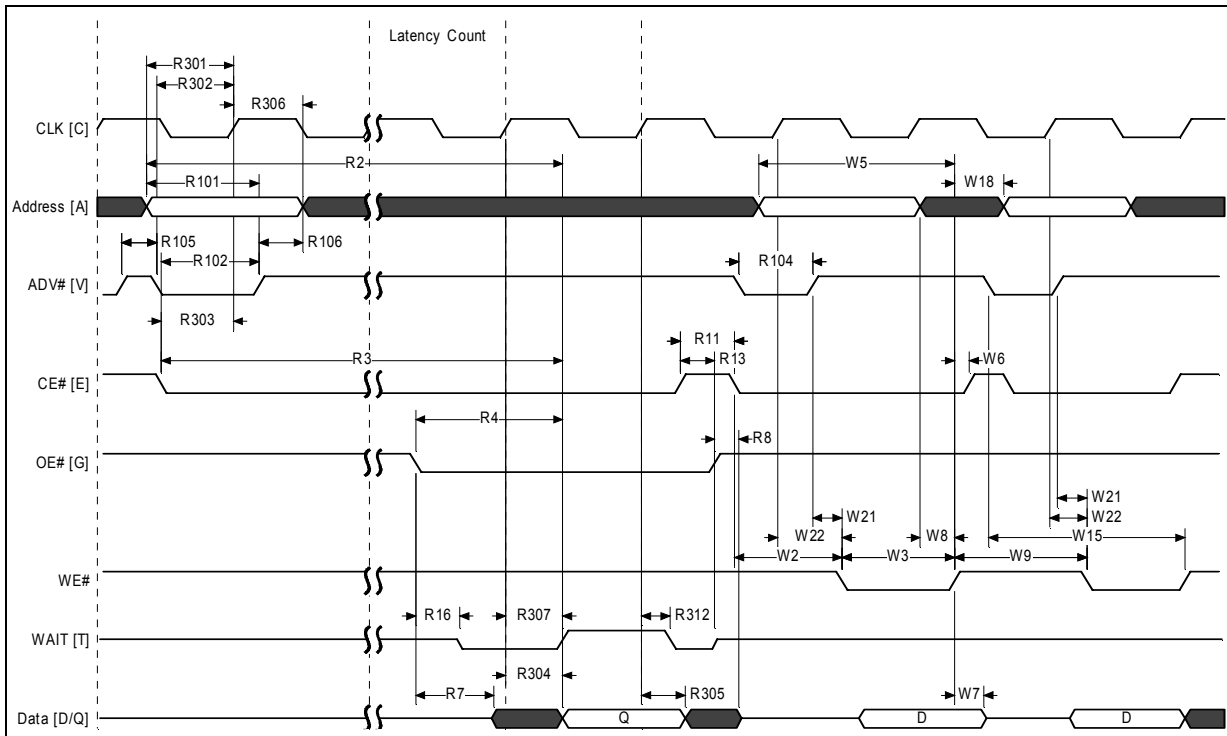 Latency Count
R301
R302
R306
CLK [C]
R2
W5
R101
W18
Address [A]
R105
R106
R102
R104
ADV# [V]
R303
R11
R3
R13
W6
CE# [E]
R4
R8
OE# [G]
W21
W21
W22
W22
W8
W15
W2
W3
W9
WE#
R16
R307
R312
WAIT [T]
R304
R7
R305
W7
Data [D/Q]
Q
D
D